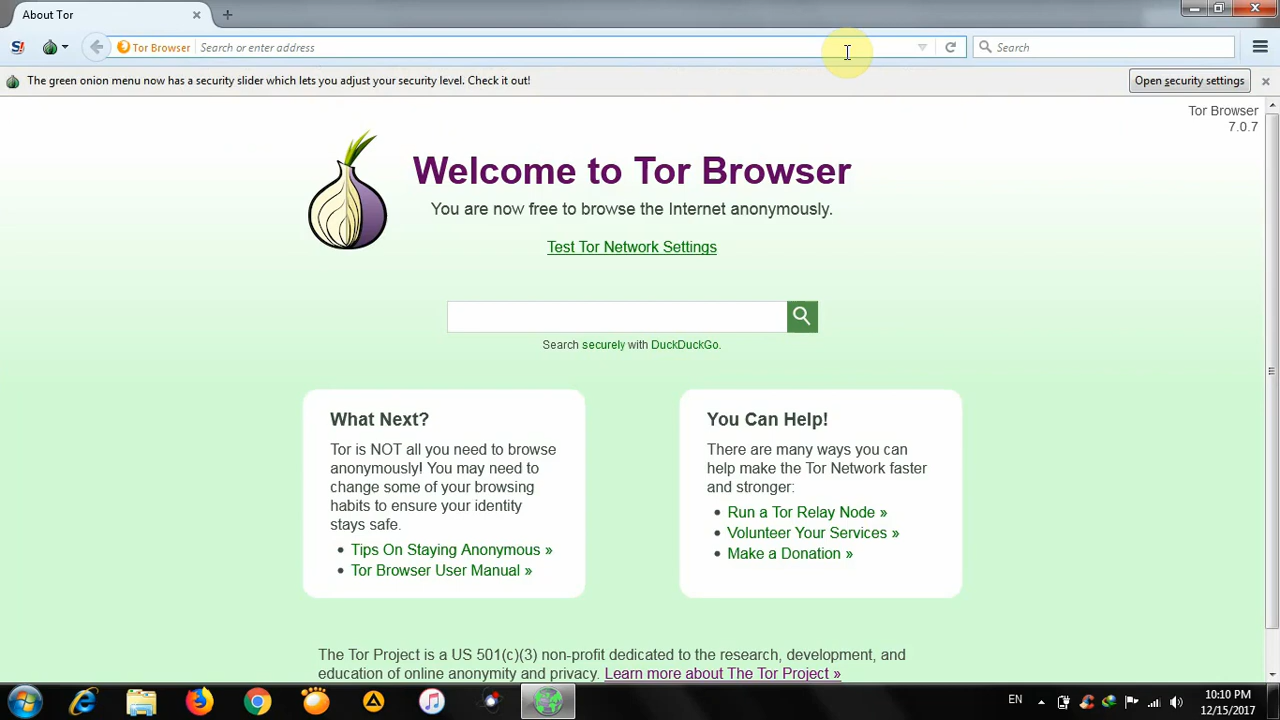 About Tor
Tor Browser
Search or enter address
Search
The green onion menu now has a security slider which lets you adjust your security level. Check it out!
Open security settings
Tor Browser
7.0.7
Welcome to Tor Browser
You are now free to browse the Internet anonymously.
Test Tor Network Settings
Search securely with DuckDuckGo.
What Next?
Tor is NOT all you need to browse
anonymously! You may need to
change some of your browsing
habits to ensure your identity
stays safe.
• Tips On Staying Anonymous »
• Tor Browser User Manual »
You Can Help!
There are many ways you can
help make the Tor Network faster
and stronger:
• Run a Tor Relay Node »
• Volunteer Your Services »
• Make a Donation »
The Tor Project is a US 501(c)(3) non-profit dedicated to the research, development, and
education of online anonymity and privacy. Learn more about The Tor Project »
EN
10:10 PM
12/15/2017